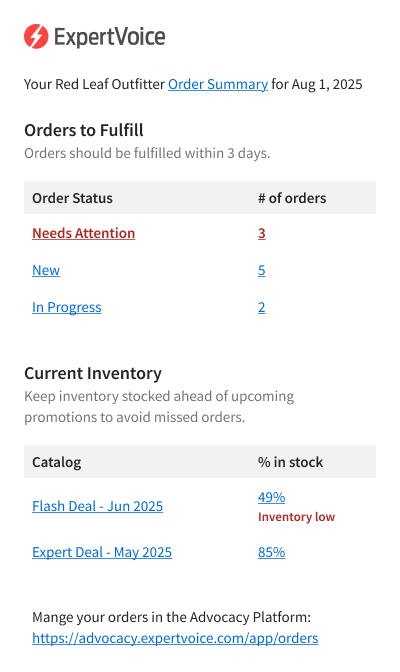 ExpertVoice
Your Red Leaf Outfitter Order Summary for Aug 1, 2025
Orders to Fulfill
Orders should be fulfilled within 3 days.
Order Status # of orders
Needs Attention 3
New 5
In Progress 2
Current Inventory
Keep inventory stocked ahead of upcoming
promotions to avoid missed orders.
Catalog % in stock
Flash Deal - Jun 2025 49%
Inventory low
Expert Deal - May 2025 85%
Mange your orders in the Advocacy Platform:
https://advocacy.expertvoice.com/app/orders